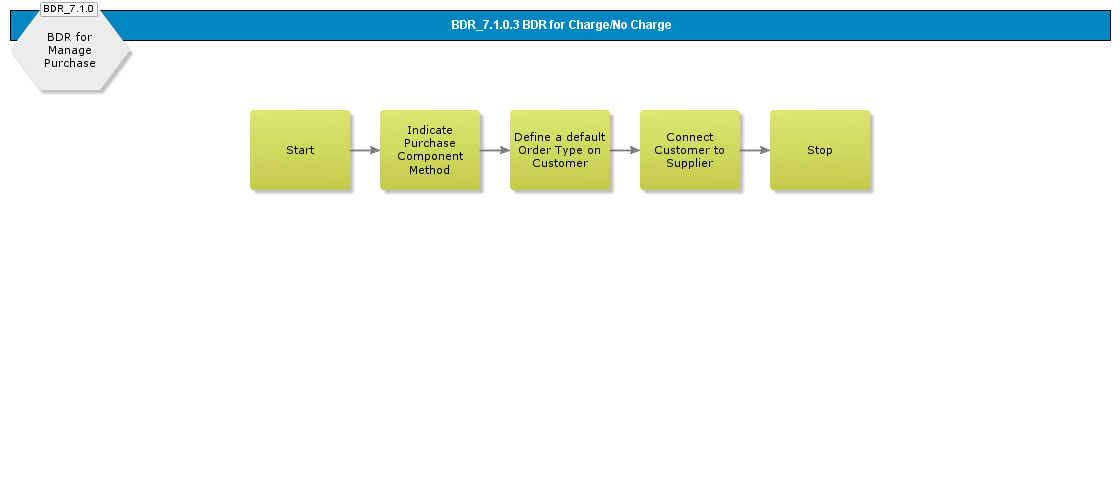 BDR_7.1.0
BDR_7.1.0.3 BDR for Charge/No Charge
BDR for
Manage
Purchase
Start
Indicate
Purchase
Component
Method
Define a default
Order Type on
Customer
Connect
Customer to
Supplier
Stop